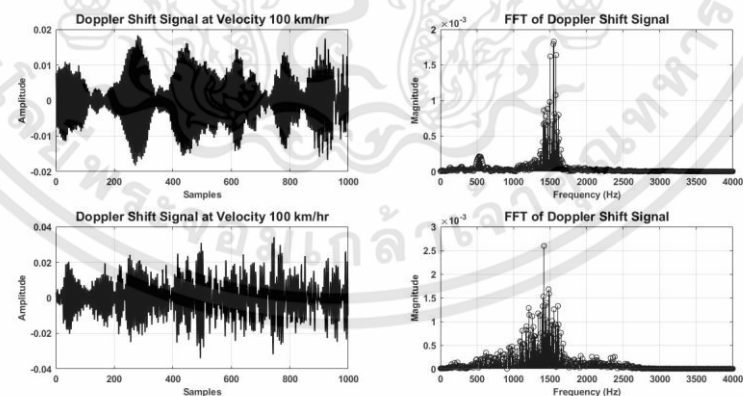 Doppler Shift Signal at Velocity 100 km/hr
0.02
0.01
0
-0.01
-0.02
Amplitude
0 200 400 600 800 1000
Samples
FFT of Doppler Shift Signal
×10⁻³
2
1.5
1
0.5
0
Magnitude
0 500 1000 1500 2000 2500 3000 3500 4000
Frequency (Hz)
Doppler Shift Signal at Velocity 100 km/hr
0.04
0.02
0
-0.02
-0.04
Amplitude
0 200 400 600 800 1000
Samples
FFT of Doppler Shift Signal
×10⁻³
3
2.5
2
1.5
1
0.5
0
Magnitude
0 500 1000 1500 2000 2500 3000 3500 4000
Frequency (Hz)